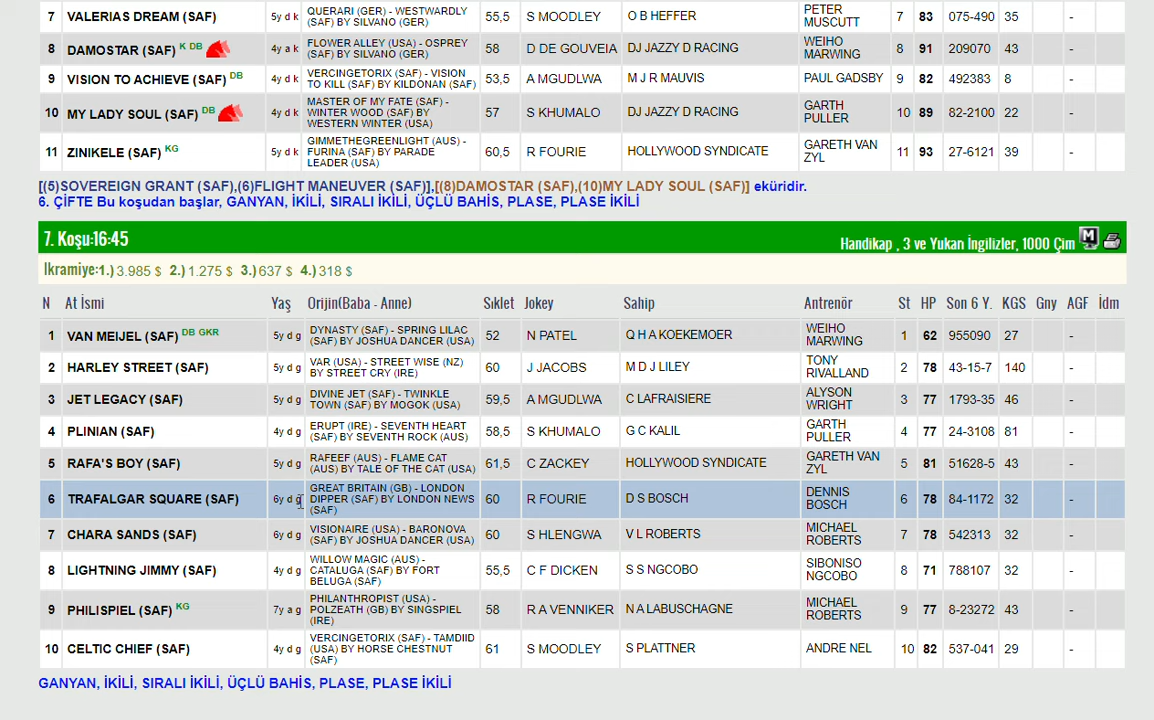 7 VALERIAS DREAM (SAF) 5y d k QUERARI (GER) - WESTWARDLY (SAF) BY SILVANO (GER) 55,5 S MOODLEY O B HEFFER PETER MUSCUTT 7 83 075-490 35 -
8 DAMOSTAR (SAF) K DB 4y a k FLOWER ALLEY (USA) - OSPREY (SAF) BY SILVANO (GER) 58 D DE GOUVEIA DJ JAZZY D RACING WEIHO MARWING 8 91 209070 43 -
9 VISION TO ACHIEVE (SAF) DB 4y d k VERCINGETORIX (SAF) - VISION TO KILL (SAF) BY KILDONAN (SAF) 53,5 A MGUDLWA M J R MAUVIS PAUL GADSBY 9 82 492383 8 -
10 MY LADY SOUL (SAF) DB 4y d k MASTER OF MY FATE (SAF) - WINTER WOOD (SAF) BY WESTERN WINTER (USA) 57 S KHUMALO DJ JAZZY D RACING GARTH PULLER 10 89 82-2100 22 -
11 ZINIKELE (SAF) KG 5y d k GIMMETHEGREENLIGHT (AUS) - FURINA (SAF) BY PARADE LEADER (USA) 60,5 R FOURIE HOLLYWOOD SYNDICATE GARETH VAN ZYL 11 93 27-6121 39 -
[(5)SOVEREIGN GRANT (SAF),(6)FLIGHT MANEUVER (SAF)],[(8)DAMOSTAR (SAF),(10)MY LADY SOUL (SAF)] eküridir.
6. ÇİFTE Bu koşudan başlar, GANYAN, İKİLİ, SIRALI İKİLİ, ÜÇLÜ BAHİS, PLASE, PLASE İKİLİ
7. Koşu:16:45 Handikap , 3 ve Yukarı İngilizler, 1000 Çim M
İkramiye:1.) 3.985 $ 2.) 1.275 $ 3.) 637 $ 4.) 318 $
N At İsmi Yaş Orijin(Baba - Anne) Sıklet Jokey Sahip Antrenör St HP Son 6 Y. KGS Gny AGF İdm
1 VAN MEIJEL (SAF) DB GKR 5y d g DYNASTY (SAF) - SPRING LILAC (SAF) BY JOSHUA DANCER (USA) 52 N PATEL Q H A KOEKEMOER WEIHO MARWING 1 62 955090 27 -
2 HARLEY STREET (SAF) 5y d g VAR (USA) - STREET WISE (NZ) BY STREET CRY (IRE) 60 J JACOBS M D J LILEY TONY RIVALLAND 2 78 43-15-7 140 -
3 JET LEGACY (SAF) 5y d g DIVINE JET (SAF) - TWINKLE TOWN (SAF) BY MOGOK (USA) 59,5 A MGUDLWA C LAFRAISIERE ALYSON WRIGHT 3 77 1793-35 46 -
4 PLINIAN (SAF) 4y d g ERUPT (IRE) - SEVENTH HEART (SAF) BY SEVENTH ROCK (AUS) 58,5 S KHUMALO G C KALIL GARTH PULLER 4 77 24-3108 81 -
5 RAFA'S BOY (SAF) 5y d g RAFEEF (AUS) - FLAME CAT (AUS) BY TALE OF THE CAT (USA) 61,5 C ZACKEY HOLLYWOOD SYNDICATE GARETH VAN ZYL 5 81 51628-5 43 -
6 TRAFALGAR SQUARE (SAF) 6y d g GREAT BRITAIN (GB) - LONDON DIPPER (SAF) BY LONDON NEWS (SAF) 60 R FOURIE D S BOSCH DENNIS BOSCH 6 78 84-1172 32 -
7 CHARA SANDS (SAF) 6y d g VISIONAIRE (USA) - BARONOVA (SAF) BY JOSHUA DANCER (USA) 60 S HLENGWA V L ROBERTS MICHAEL ROBERTS 7 78 542313 32 -
8 LIGHTNING JIMMY (SAF) 4y d g WILLOW MAGIC (AUS) - CATALUGA (SAF) BY FORT BELUGA (SAF) 55,5 C F DICKEN S S NGCOBO SIBONISO NGCOBO 8 71 788107 32 -
9 PHILISPIEL (SAF) KG 7y a g PHILANTHROPIST (USA) - POLZEATH (GB) BY SINGSPIEL (IRE) 58 R A VENNIKER N A LABUSCHAGNE MICHAEL ROBERTS 9 77 8-23272 43 -
10 CELTIC CHIEF (SAF) 4y d g VERCINGETORIX (SAF) - TAMDIID (USA) BY HORSE CHESTNUT (SAF) 61 S MOODLEY S PLATTNER ANDRE NEL 10 82 537-041 29 -
GANYAN, İKİLİ, SIRALI İKİLİ, ÜÇLÜ BAHİS, PLASE, PLASE İKİLİ